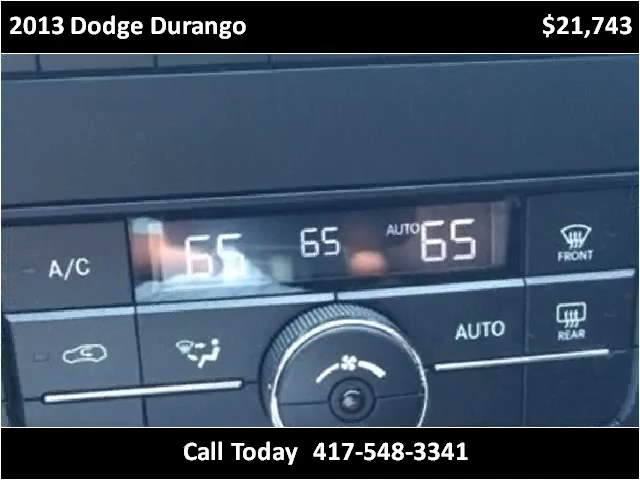 2013 Dodge Durango $21,743
65 65 AUTO 65
A/C
FRONT
AUTO
REAR
Call Today 417-548-3341